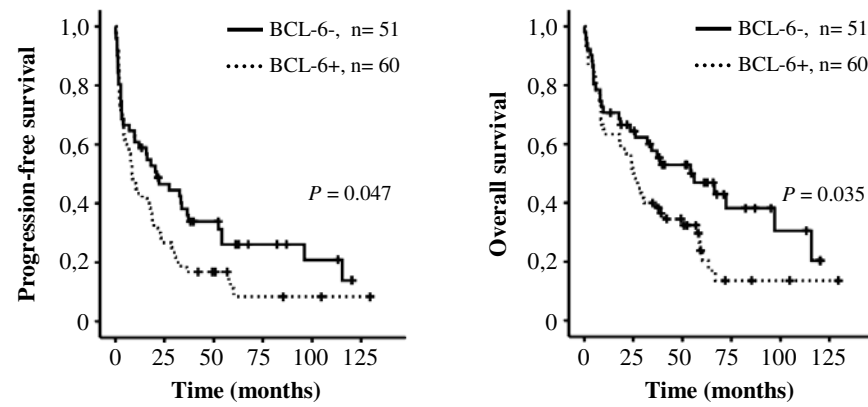 Progression-free survival
1,0
0,8
0,6
0,4
0,2
0
BCL-6-, n= 51
BCL-6+, n= 60
P = 0.047
0 25 50 75 100 125
Time (months)
Overall survival
1,0
0,8
0,6
0,4
0,2
0
BCL-6-, n= 51
BCL-6+, n= 60
P = 0.035
0 25 50 75 100 125
Time (months)